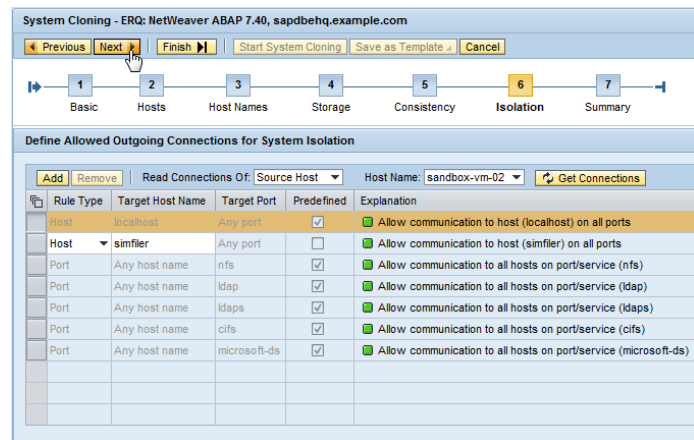 System Cloning - ERQ: NetWeaver ABAP 7.40, sapdbehq.example.com
Previous Next Finish Start System Cloning Save as Template Cancel
1 2 3 4 5 6 7
Basic Hosts Host Names Storage Consistency Isolation Summary
Define Allowed Outgoing Connections for System Isolation
Add Remove Read Connections Of: Source Host Host Name: sandbox-vm-02 Get Connections
Rule Type Target Host Name Target Port Predefined Explanation
Host localhost Any port Allow communication to host (localhost) on all ports
Host simfiler Any port Allow communication to host (simfiler) on all ports
Port Any host name nfs Allow communication to all hosts on port/service (nfs)
Port Any host name ldap Allow communication to all hosts on port/service (ldap)
Port Any host name ldaps Allow communication to all hosts on port/service (ldaps)
Port Any host name cifs Allow communication to all hosts on port/service (cifs)
Port Any host name microsoft-ds Allow communication to all hosts on port/service (microsoft-ds)